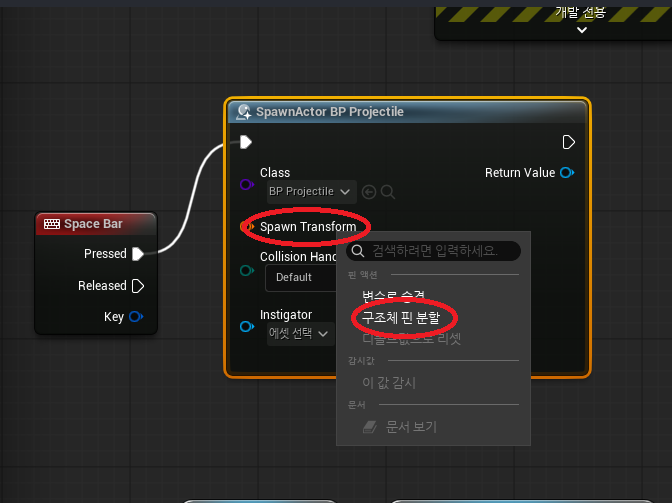 개발 전용
SpawnActor BP Projectile
Class
BP Projectile
Return Value
Spawn Transform
Collision Hand
Default
Instigator
에셋 선택
Space Bar
Pressed
Released
Key
검색하려면 입력하세요.
핀 액션
변수로 승격
구조체 핀 분할
디폴트값으로 리셋
감시값
이 값 감시
문서
문서 보기